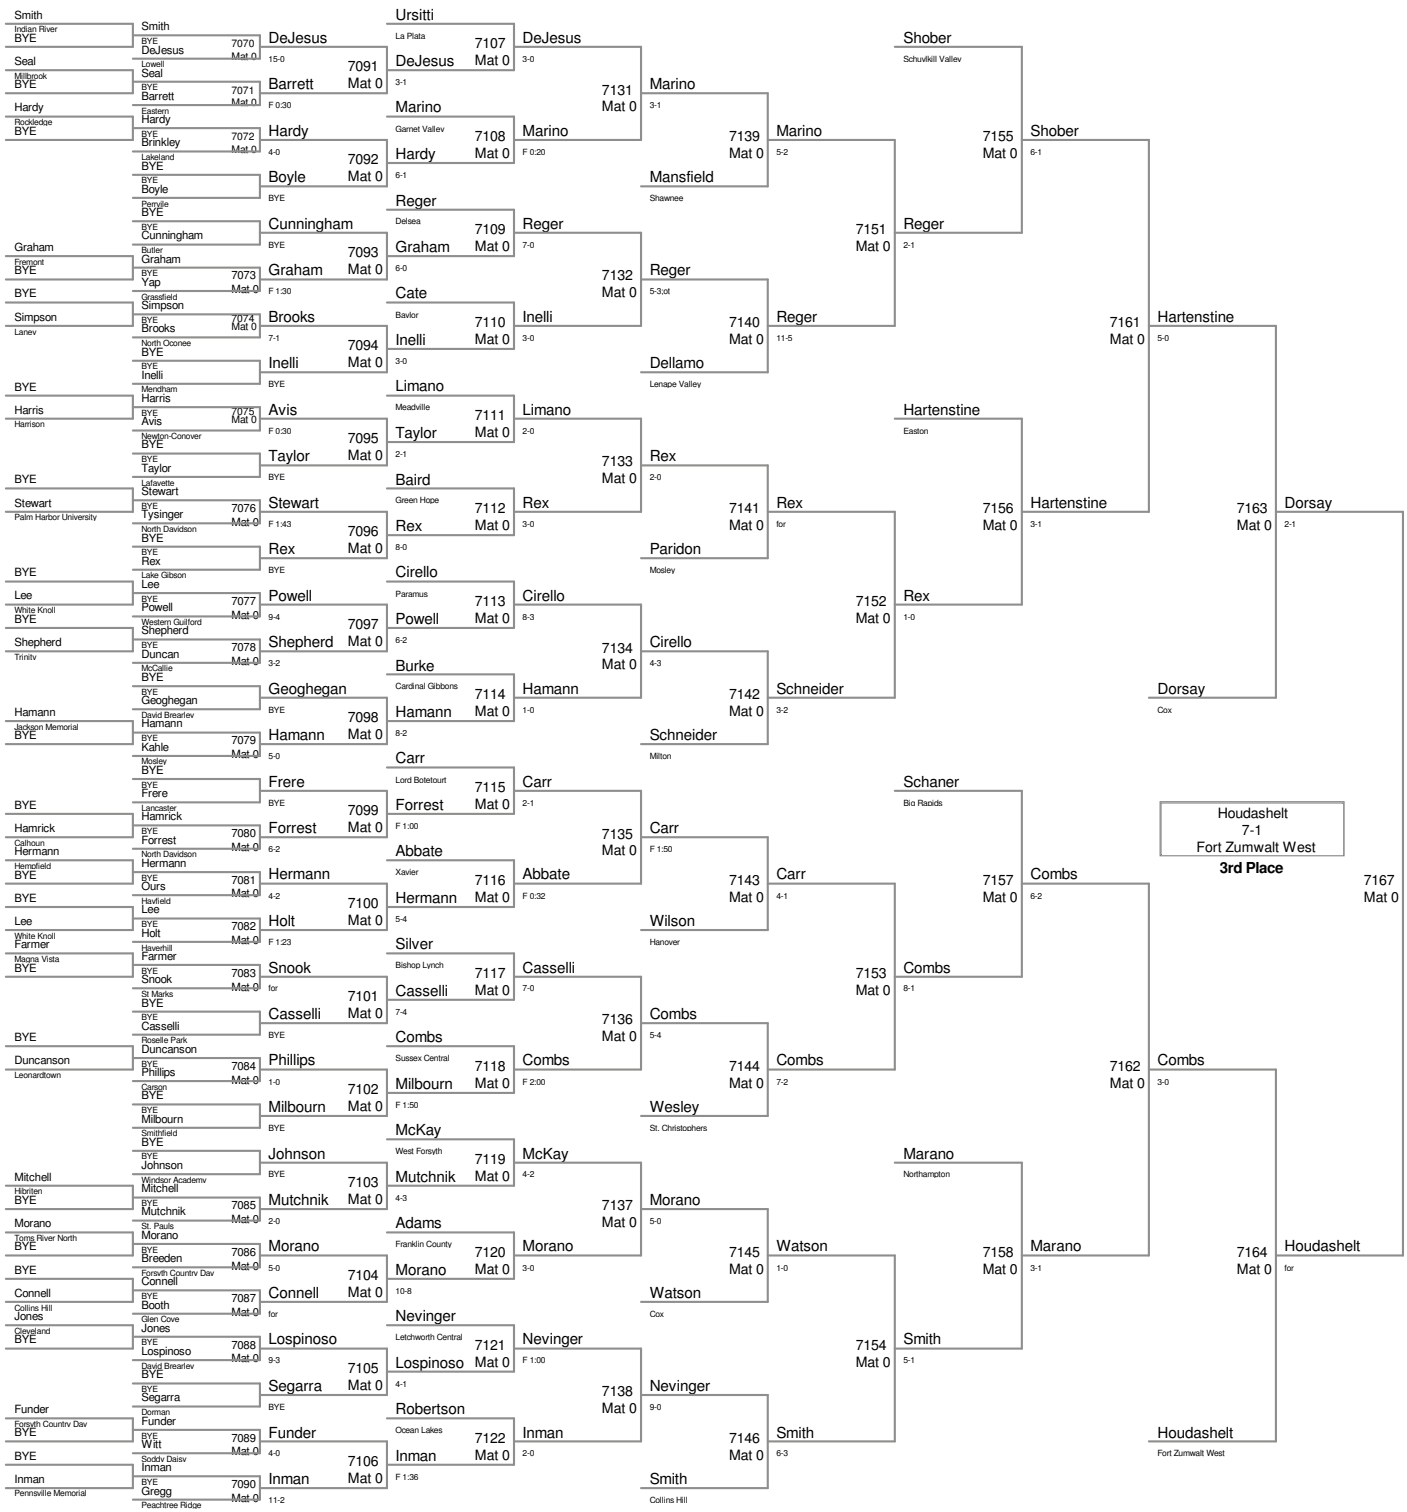 Smith
Indian River
BYE
Seal
Millbrook
BYE
Hardy
Rockledge
BYE
Graham
Fremont
BYE
BYE
Simpson
Laney
BYE
Harris
Harrison
BYE
Stewart
Palm Harbor University
BYE
Lee
White Knoll
BYE
Shepherd
Trinity
Hamann
Jackson Memorial
BYE
BYE
Hamrick
Calhoun
Hermann
Hempfield
BYE
BYE
Lee
White Knoll
Farmer
Magna Vista
BYE
BYE
Duncanson
Leonardtown
Mitchell
Hibriten
BYE
Morano
Toms River North
BYE
BYE
Connell
Collins Hill
Jones
Cleveland
BYE
Funder
Forsyth Country Day
BYE
BYE
Inman
Pennsville Memorial
Smith
BYE
DeJesus
7070
Mat 0
Lowell
Seal
BYE
Barrett
7071
Mat 0
Eastern
Hardy
BYE
Brinkley
7072
Mat 0
Lakeland
BYE
BYE
Boyle
Perryville
BYE
BYE
Cunningham
Butler
Graham
BYE
Yap
7073
Mat 0
Grassfield
Simpson
BYE
Brooks
7074
Mat 0
North Oconee
BYE
BYE
Inelli
Mendham
Harris
BYE
Avis
7075
Mat 0
Newton-Conover
BYE
BYE
Taylor
Lafayette
Stewart
BYE
Tysinger
7076
Mat 0
North Davidson
BYE
BYE
Rex
Lake Gibson
Lee
BYE
Powell
7077
Mat 0
Western Guilford
Shepherd
BYE
Duncan
7078
Mat 0
McCallie
BYE
BYE
Geoghegan
David Brearley
Hamann
BYE
Kahle
7079
Mat 0
Mosley
BYE
BYE
Frere
Lancaster
Hamrick
BYE
Forrest
7080
Mat 0
North Davidson
Hermann
BYE
Ours
7081
Mat 0
Hayfield
Lee
BYE
Holt
7082
Mat 0
Haverhill
Farmer
BYE
Snook
7083
Mat 0
St Marks
BYE
BYE
Casselli
Roselle Park
Duncanson
BYE
Phillips
7084
Mat 0
Carson
BYE
BYE
Milbourn
Smithfield
BYE
BYE
Johnson
Windsor Academy
Mitchell
BYE
Mutchnik
7085
Mat 0
St. Pauls
Morano
BYE
Breeden
7086
Mat 0
Forsyth Country Day
Connell
BYE
Booth
7087
Mat 0
Glen Cove
Jones
BYE
Lospinoso
7088
Mat 0
David Brearley
BYE
BYE
Segarra
Dorman
Funder
BYE
Witt
7089
Mat 0
Soddy Daisy
Inman
BYE
Gregg
7090
Mat 0
Peachtree Ridge
DeJesus
15-0
7091
Mat 0
Barrett
F 0:30
Hardy
4-0
7092
Mat 0
Boyle
BYE
Cunningham
BYE
7093
Mat 0
Graham
F 1:30
Brooks
7-1
7094
Mat 0
Inelli
BYE
Avis
F 0:30
7095
Mat 0
Taylor
BYE
Stewart
F 1:43
7096
Mat 0
Rex
BYE
Powell
9-4
7097
Mat 0
Shepherd
3-2
Geoghegan
BYE
7098
Mat 0
Hamann
5-0
Frere
BYE
7099
Mat 0
Forrest
6-2
Hermann
4-2
7100
Mat 0
Holt
F 1:23
Snook
for
7101
Mat 0
Casselli
BYE
Phillips
1-0
7102
Mat 0
Milbourn
BYE
Johnson
BYE
7103
Mat 0
Mutchnik
2-0
Morano
5-0
7104
Mat 0
Connell
for
Lospinoso
9-3
7105
Mat 0
Segarra
BYE
Funder
4-0
7106
Mat 0
Inman
11-2
Ursitti
La Plata
7107
Mat 0
DeJesus
3-1
Marino
Garnet Valley
7108
Mat 0
Hardy
6-1
Reger
Delsea
7109
Mat 0
Graham
6-0
Cate
Baylor
7110
Mat 0
Inelli
3-0
Limano
Meadville
7111
Mat 0
Taylor
2-1
Baird
Green Hope
7112
Mat 0
Rex
8-0
Cirello
Paramus
7113
Mat 0
Powell
6-2
Burke
Cardinal Gibbons
7114
Mat 0
Hamann
8-2
Carr
Lord Botetourt
7115
Mat 0
Forrest
F 1:00
Abbate
Xavier
7116
Mat 0
Hermann
5-4
Silver
Bishop Lynch
7117
Mat 0
Casselli
7-4
Combs
Sussex Central
7118
Mat 0
Milbourn
F 1:50
McKay
West Forsyth
7119
Mat 0
Mutchnik
4-3
Adams
Franklin County
7120
Mat 0
Morano
10-8
Nevinger
Letchworth Central
7121
Mat 0
Lospinoso
4-1
Robertson
Ocean Lakes
7122
Mat 0
Inman
F 1:36
DeJesus
3-0
7131
Mat 0
Marino
F 0:20
Reger
7-0
7132
Mat 0
Inelli
3-0
Limano
2-0
7133
Mat 0
Rex
3-0
Cirello
8-3
7134
Mat 0
Hamann
1-0
Carr
2-1
7135
Mat 0
Abbate
F 0:32
Casselli
7-0
7136
Mat 0
Combs
F 2:00
McKay
4-2
7137
Mat 0
Morano
3-0
Nevinger
F 1:00
7138
Mat 0
Inman
2-0
Marino
3-1
7139
Mat 0
Mansfield
Shawnee
Reger
5-3;ot
7140
Mat 0
Dellamo
Lenape Valley
Rex
2-0
7141
Mat 0
Paridon
Mosley
Cirello
4-3
7142
Mat 0
Schneider
Milton
Carr
F 1:50
7143
Mat 0
Wilson
Hanover
Combs
5-4
7144
Mat 0
Wesley
St. Christophers
Morano
5-0
7145
Mat 0
Watson
Cox
Nevinger
9-0
7146
Mat 0
Smith
Collins Hill
Marino
5-2
7151
Mat 0
Reger
11-5
Rex
for
7152
Mat 0
Schneider
3-2
Carr
4-1
7153
Mat 0
Combs
7-2
Watson
1-0
7154
Mat 0
Smith
6-3
Shober
Schuylkill Valley
7155
Mat 0
Reger
2-1
Hartenstine
Easton
7156
Mat 0
Rex
1-0
Schaner
Big Rapids
7157
Mat 0
Combs
8-1
Marano
Northampton
7158
Mat 0
Smith
5-1
Shober
6-1
7161
Mat 0
Hartenstine
3-1
Combs
6-2
7162
Mat 0
Marano
3-1
Hartenstine
5-0
7163
Mat 0
Dorsay
Cox
Houdashelt
7-1
Fort Zumwalt West
3rd Place
Combs
3-0
7164
Mat 0
Houdashelt
Fort Zumwalt West
Dorsay
2-1
7167
Mat 0
Houdashelt
for